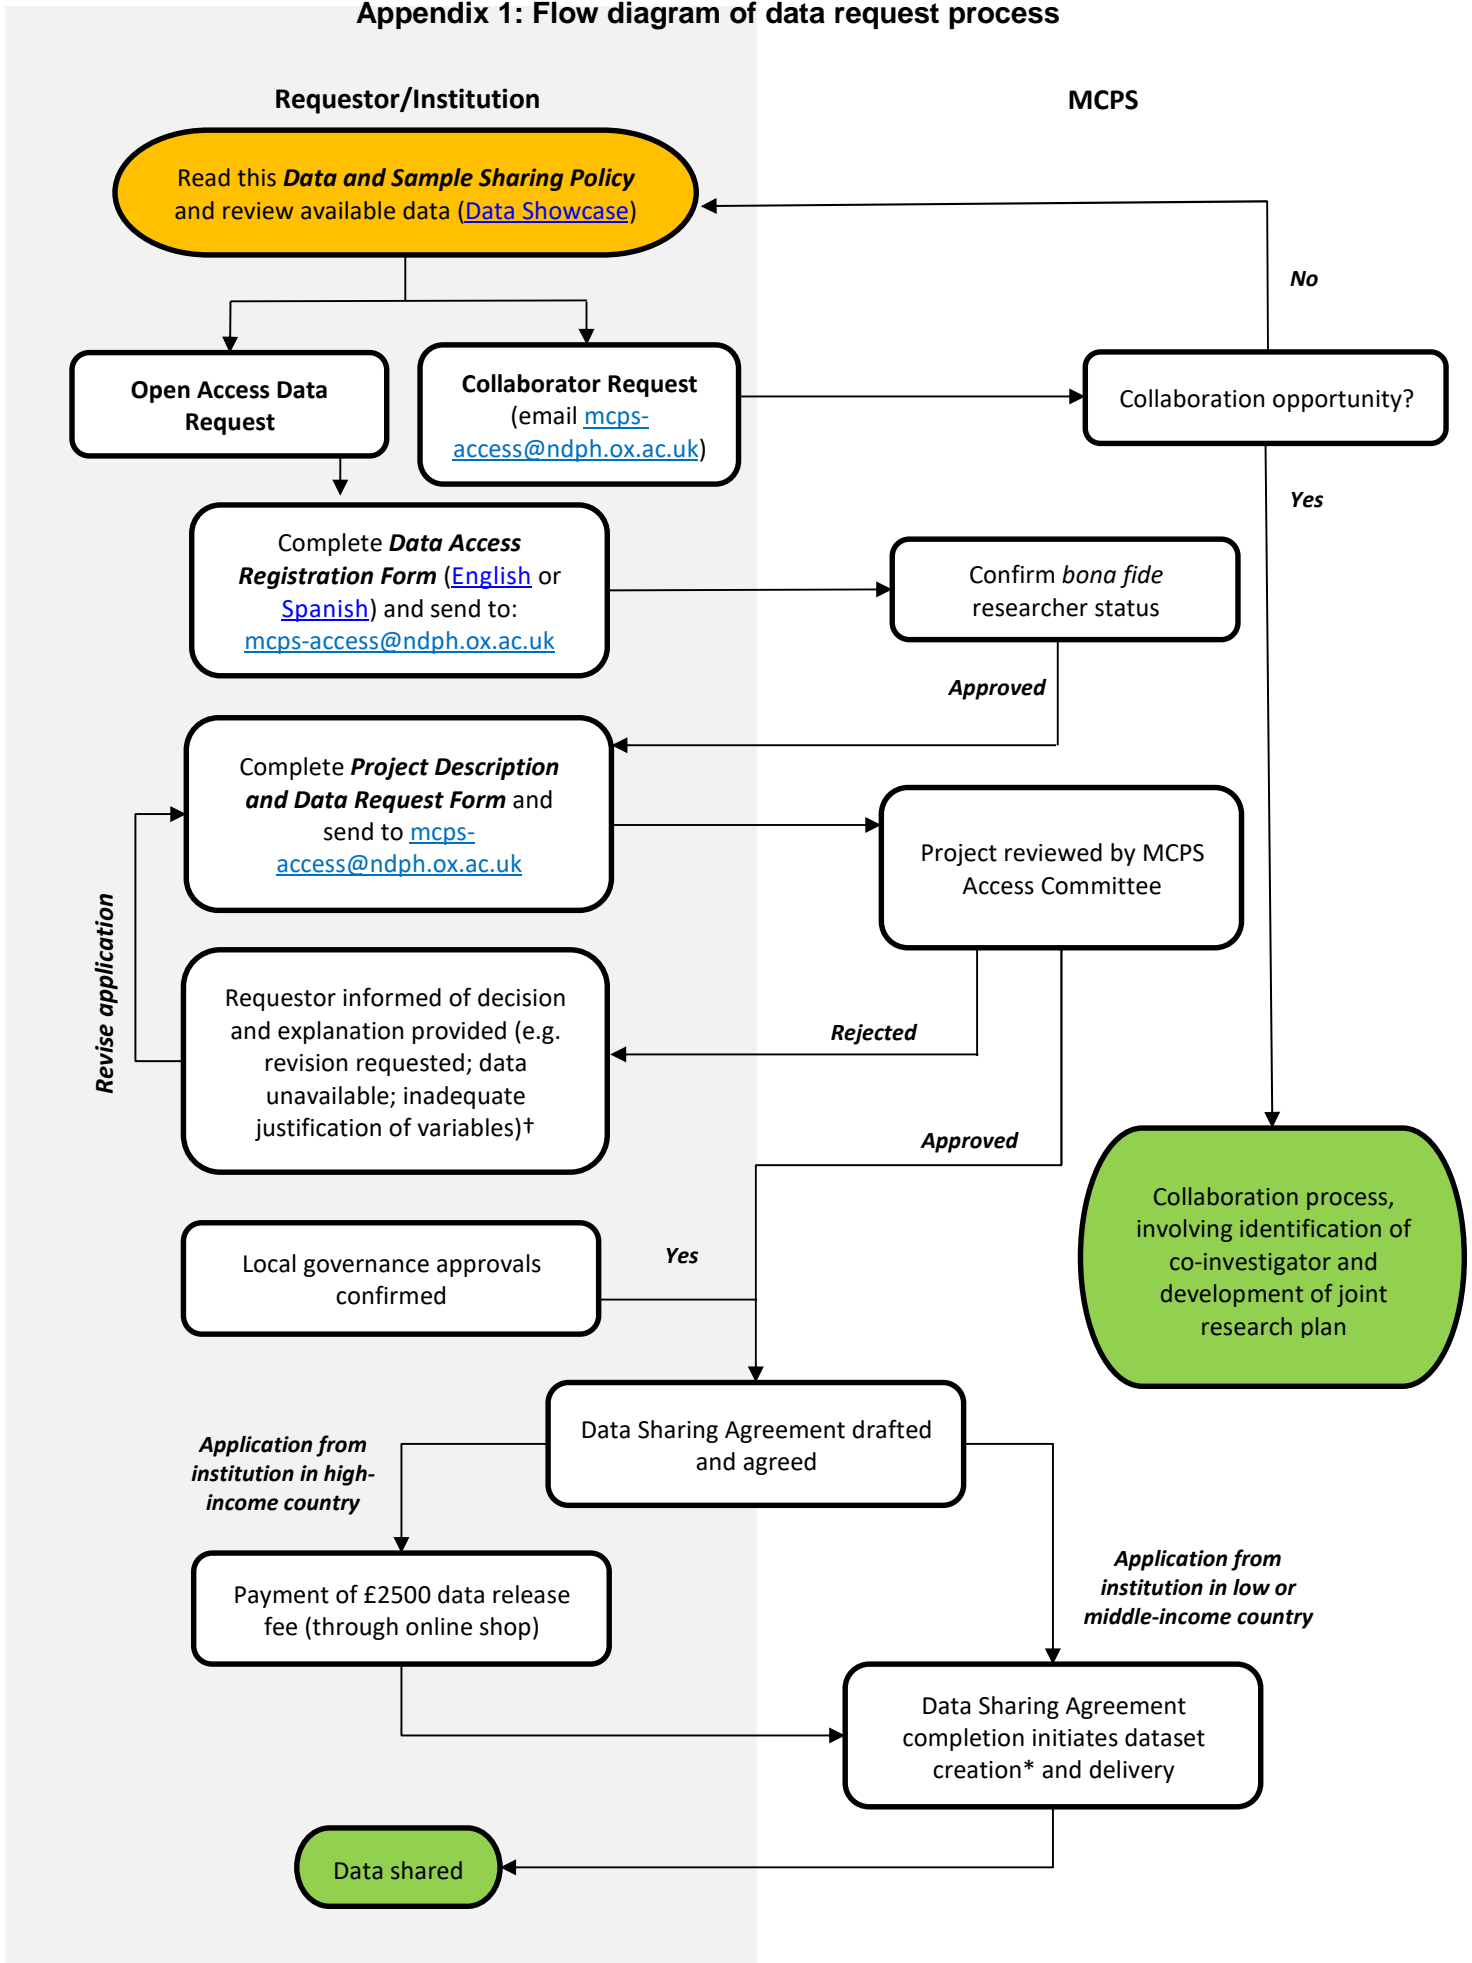 Appendix 1: Flow diagram of data request process
Requestor/Institution
MCPS
Read this Data and Sample Sharing Policy
and review available data (Data Showcase)
No
Open Access Data
Request
Collaborator Request
(email mcps-
access@ndph.ox.ac.uk)
Collaboration opportunity?
Yes
Complete Data Access
Registration Form (English or
Spanish) and send to:
mcps-access@ndph.ox.ac.uk
Confirm bona fide
researcher status
Approved
Complete Project Description
and Data Request Form and
send to mcps-
access@ndph.ox.ac.uk
Project reviewed by MCPS
Access Committee
Revise application
Requestor informed of decision
and explanation provided (e.g.
revision requested; data
unavailable; inadequate
justification of variables)†
Rejected
Approved
Collaboration process,
involving identification of
co-investigator and
development of joint
research plan
Local governance approvals
confirmed
Yes
Data Sharing Agreement drafted
and agreed
Application from
institution in high-
income country
Payment of £2500 data release
fee (through online shop)
Application from
institution in low or
middle-income country
Data Sharing Agreement
completion initiates dataset
creation* and delivery
Data shared